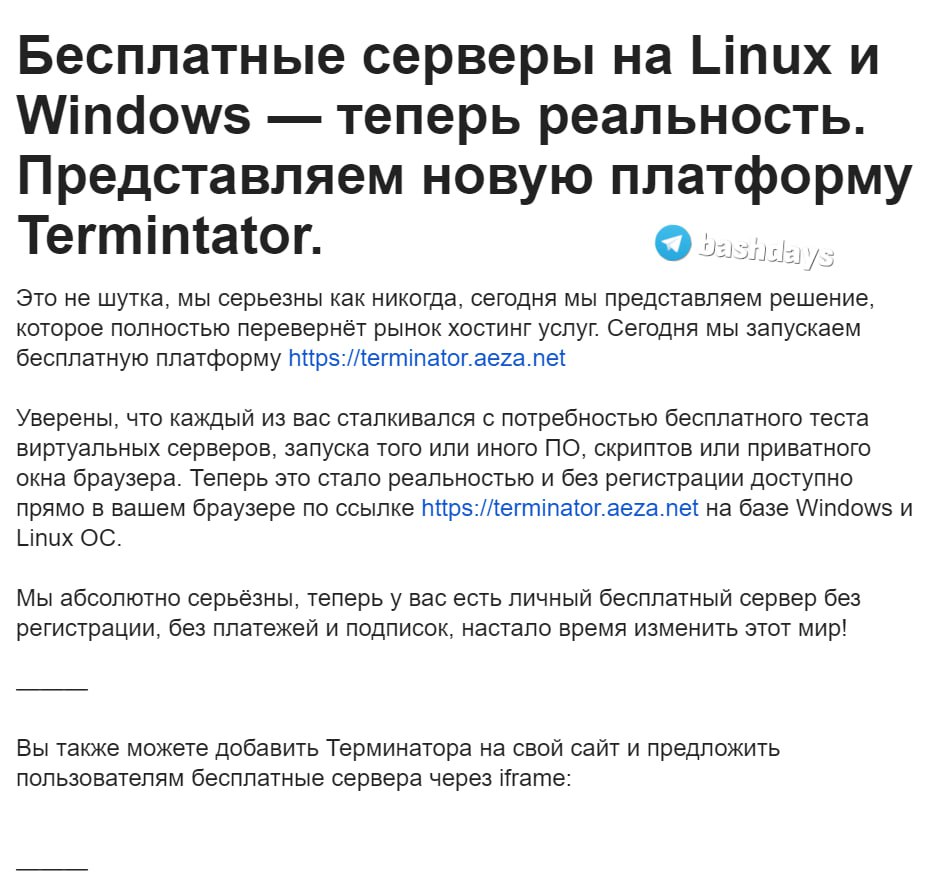 Бесплатные серверы на Linux и
Windows — теперь реальность.
Представляем новую платформу
Termintator.
bashdays
Это не шутка, мы серьезны как никогда, сегодня мы представляем решение,
которое полностью перевернёт рынок хостинг услуг. Сегодня мы запускаем
бесплатную платформу https://terminator.aeza.net
Уверены, что каждый из вас сталкивался с потребностью бесплатного теста
виртуальных серверов, запуска того или иного ПО, скриптов или приватного
окна браузера. Теперь это стало реальностью и без регистрации доступно
прямо в вашем браузере по ссылке https://terminator.aeza.net на базе Windows и
Linux ОС.
Мы абсолютно серьёзны, теперь у вас есть личный бесплатный сервер без
регистрации, без платежей и подписок, настало время изменить этот мир!
______
Вы также можете добавить Терминатора на свой сайт и предложить
пользователям бесплатные сервера через iframe:
______